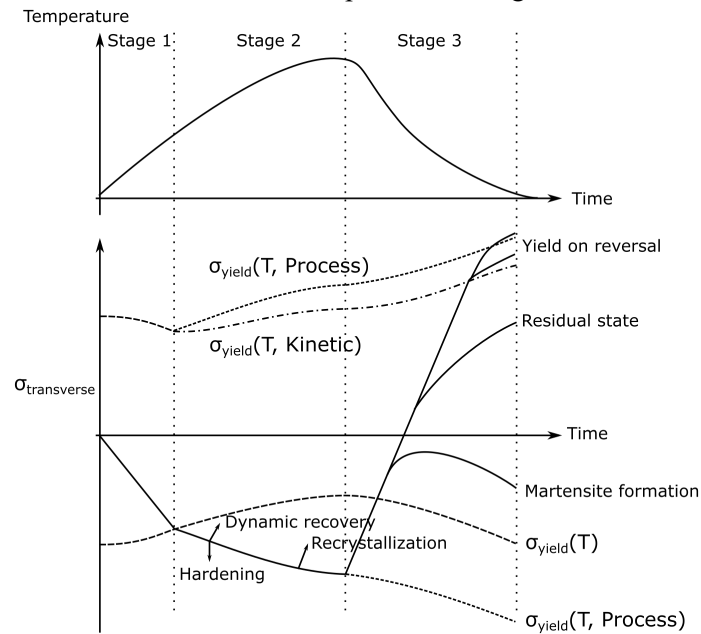 Temperature
Stage 1
Stage 2
Stage 3
Time
σyield(T, Process)
Yield on reversal
σyield(T, Kinetic)
Residual state
σtransverse
Time
Martensite formation
Dynamic recovery
Recrystallization
σyield(T)
Hardening
σyield(T, Process)